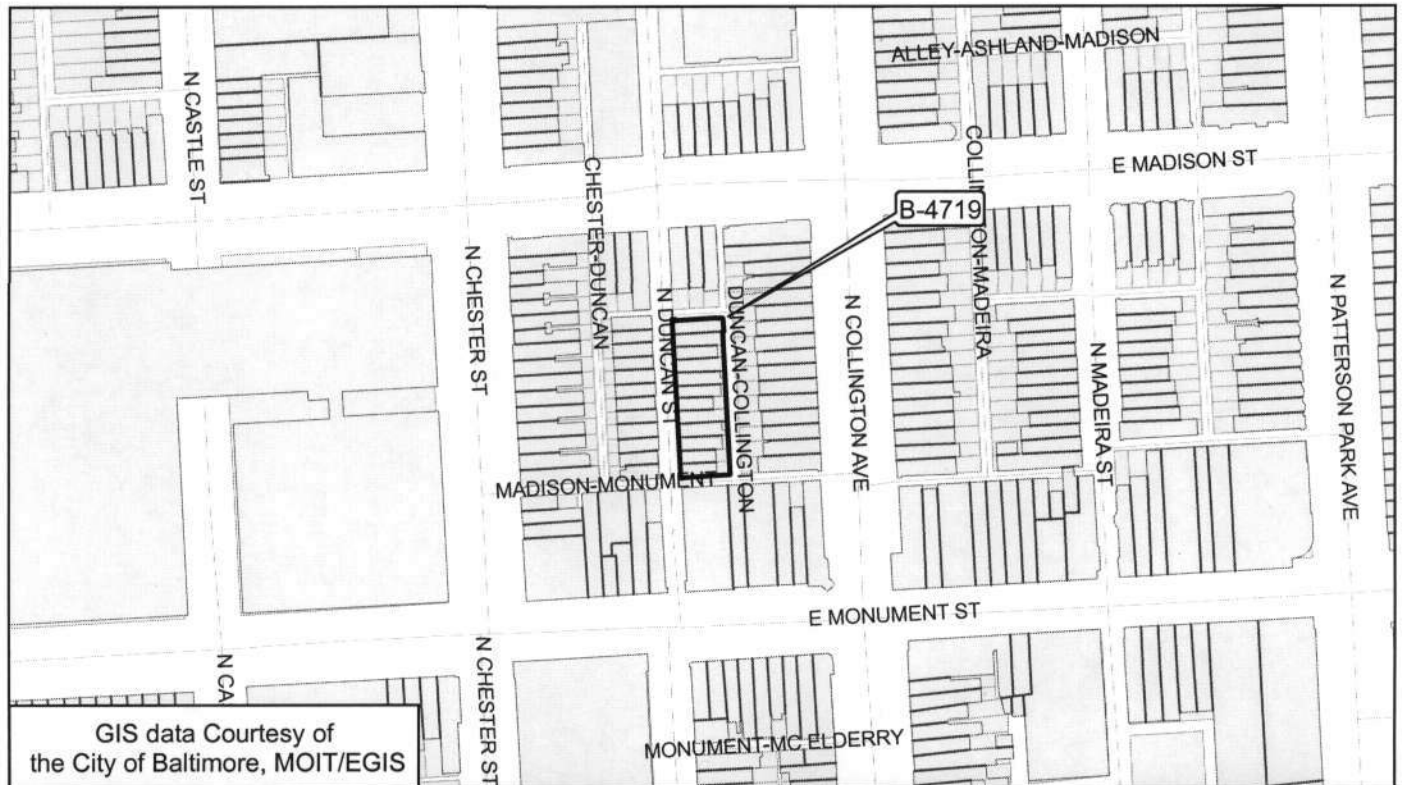 ALLEY-ASHLAND-MADISON
N CASTLE ST
E MADISON ST
CHESTER-DUNCAN
COLLINGTON-MADEIRA
B-4719
N CHESTER ST
N DUNCAN ST
DUNCAN-COLLINGTON
N COLLINGTON AVE
N MADEIRA ST
N PATTERSON PARK AVE
MADISON-MONUMENT
E MONUMENT ST
N CA
N CHESTER ST
MONUMENT-MC ELDERRY
GIS data Courtesy of
the City of Baltimore, MOIT/EGIS